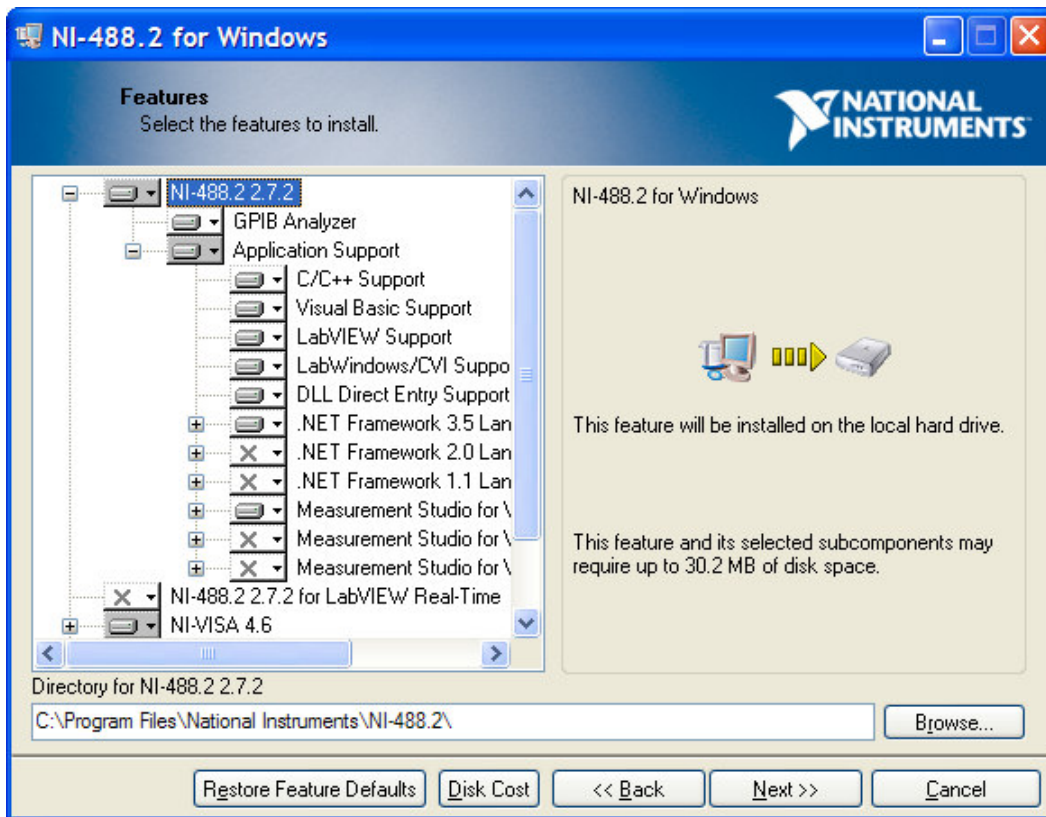 NI-488.2 for Windows
Features
Select the features to install.
NATIONAL
INSTRUMENTS
NI-488.2 2.7.2
GPIB Analyzer
Application Support
C/C++ Support
Visual Basic Support
LabVIEW Support
LabWindows/CVI Suppo
DLL Direct Entry Support
.NET Framework 3.5 Lan
.NET Framework 2.0 Lan
.NET Framework 1.1 Lan
Measurement Studio for \
Measurement Studio for \
Measurement Studio for \
NI-488.2 2.7.2 for LabVIEW Real-Time
NI-VISA 4.6
NI-488.2 for Windows
This feature will be installed on the local hard drive.
This feature and its selected subcomponents may
require up to 30.2 MB of disk space.
Directory for NI-488.2 2.7.2
C:\Program Files\National Instruments\NI-488.2\
Browse...
Restore Feature Defaults
Disk Cost
<< Back
Next >>
Cancel